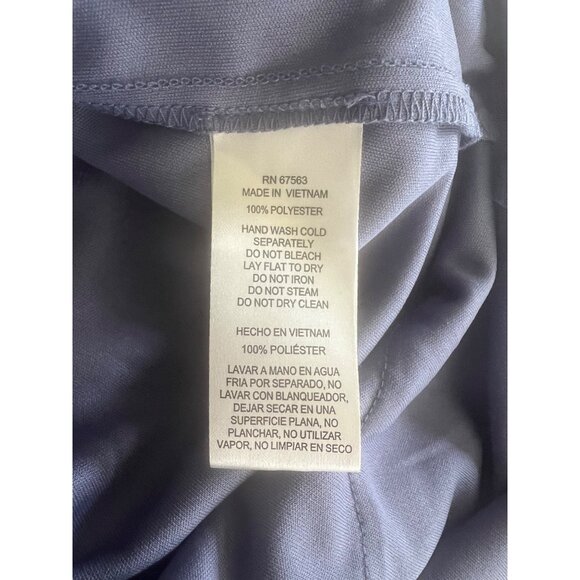 RN 67563
MADE IN VIETNAM
100% POLYESTER
HAND WASH COLD
SEPARATELY
DO NOT BLEACH
LAY FLAT TO DRY
DO NOT IRON
DO NOT STEAM
DO NOT DRY CLEAN
HECHO EN VIETNAM
100% POLIÉSTER
LAVAR A MANO EN AGUA
FRIA POR SEPARADO, NO
LAVAR CON BLANQUEADOR,
DEJAR SECAR EN UNA
SUPERFICIE PLANA, NO
PLANCHAR, NO UTILIZAR
VAPOR, NO LIMPIAR EN SECO